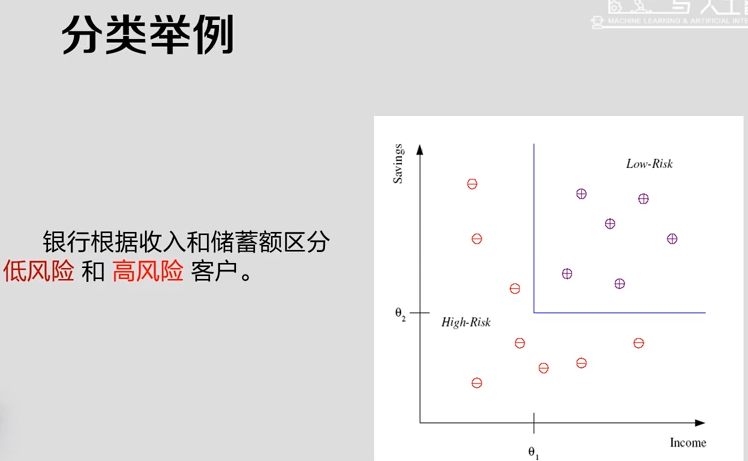 分类举例
MACHINE LEARNING & ARTIFICIAL INTE
银行根据收入和储蓄额区分
低风险 和 高风险 客户。
Savings
Low-Risk
θ2
High-Risk
Income
θ1